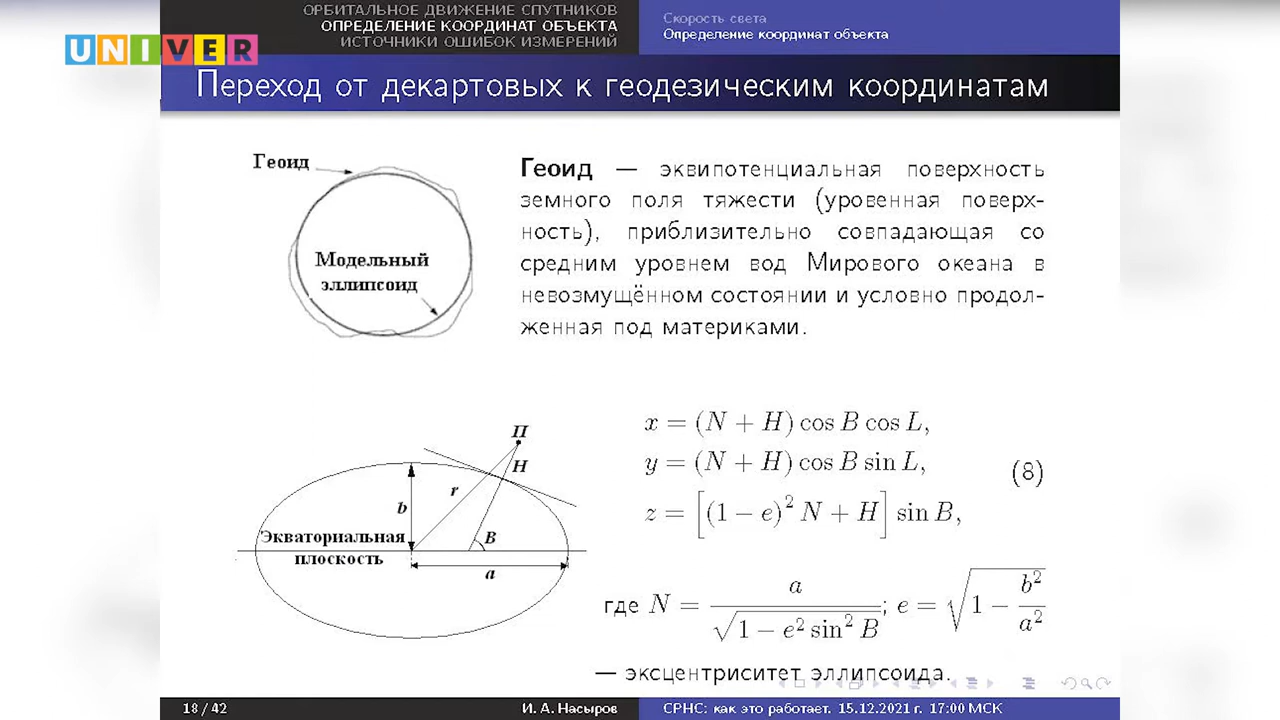 ОРБИТАЛЬНОЕ ДВИЖЕНИЕ СПУТНИКОВ
ОПРЕДЕЛЕНИЕ КООРДИНАТ ОБЪЕКТА
ИСТОЧНИКИ ОШИБОК ИЗМЕРЕНИЙ
Скорость света
Определение координат объекта
UNIVER
Переход от декартовых к геодезическим координатам
Геоид
Модельный
эллипсоид
Геоид — эквипотенциальная поверхность
земного поля тяжести (уровенная поверх-
ность), приблизительно совпадающая со
средним уровнем вод Мирового океана в
невозмущённом состоянии и условно продол-
женная под материками.
П
H
r
b
B
Экваториальная
плоскость
a
x = (N + H) cos B cos L,
y = (N + H) cos B sin L,
(8)
z = [(1 − e)² N + H] sin B,
где N = a / √(1 − e² sin² B); e = √(1 − b²/a²)
— эксцентриситет эллипсоида.
18 / 42
И. А. Насыров
СРНС: как это работает. 15.12.2021 г. 17:00 МСК